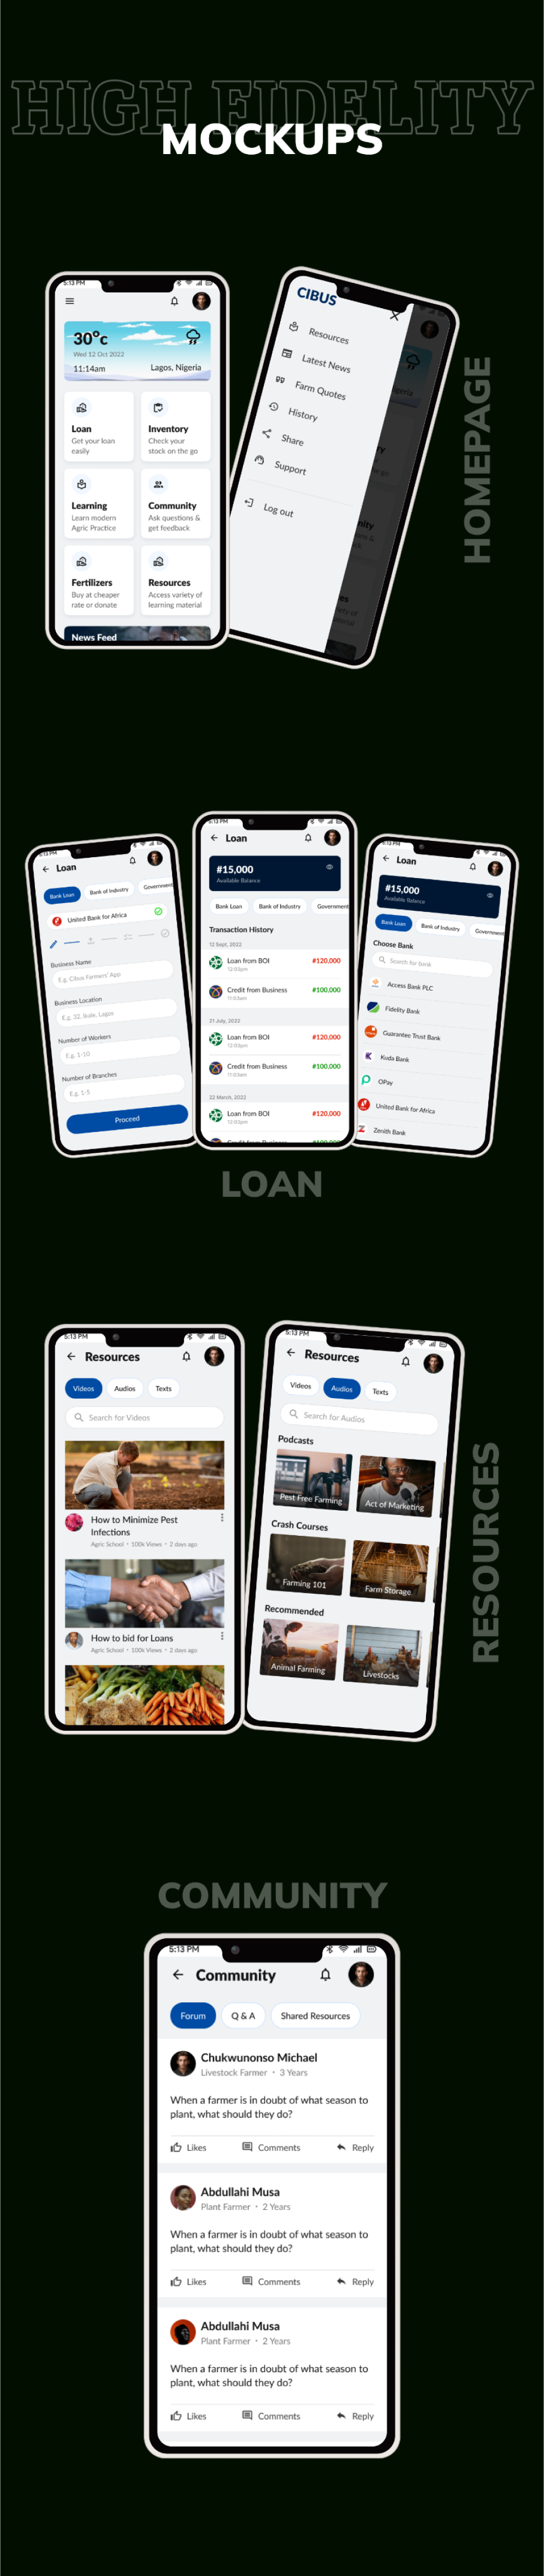 HIGH FIDELITY
MOCKUPS
5:13 PM
30°c
Wed 12 Oct 2022
11:14am
Lagos, Nigeria
Loan
Get your loan
easily
Inventory
Check your
stock on the go
Learning
Learn modern
Agric Practice
Community
Ask questions &
get feedback
Fertilizers
Buy at cheaper
rate or donate
Resources
Access variety of
learning material
News Feed
CIBUS
Resources
Latest News
Farm Quotes
History
Share
Support
Log out
HOMEPAGE
5:13 PM
Loan
Bank Loan
Bank of Industry
Government
United Bank for Africa
Business Name
E.g. Cibus Farmers' App
Business Location
E.g. 32, Ikale, Lagos
Number of Workers
E.g. 1-10
Number of Branches
E.g. 1-5
Proceed
5:13 PM
Loan
#15,000
Available Balance
Bank Loan
Bank of Industry
Government
Transaction History
12 Sept, 2022
Loan from BOI
#120,000
12:03pm
Credit from Business
#100,000
11:03am
21 July, 2022
Loan from BOI
#120,000
12:03pm
Credit from Business
#100,000
11:03am
22 March, 2022
Loan from BOI
#120,000
12:03pm
Credit from Business
#100,000
5:13 PM
Loan
#15,000
Available Balance
Bank Loan
Bank of Industry
Government
Choose Bank
Search for bank
Access Bank PLC
Fidelity Bank
Guarantee Trust Bank
Kuda Bank
OPay
United Bank for Africa
Zenith Bank
LOAN
5:13 PM
Resources
Videos
Audios
Texts
Search for Videos
How to Minimize Pest
Infections
Agric School • 100k Views • 2 days ago
How to bid for Loans
Agric School • 100k Views • 2 days ago
5:13 PM
Resources
Videos
Audios
Texts
Search for Audios
Podcasts
Pest Free Farming
Act of Marketing
Crash Courses
Farming 101
Farm Storage
Recommended
Animal Farming
Livestocks
RESOURCES
COMMUNITY
5:13 PM
Community
Forum
Q & A
Shared Resources
Chukwunonso Michael
Livestock Farmer • 3 Years
When a farmer is in doubt of what season to
plant, what should they do?
Likes
Comments
Reply
Abdullahi Musa
Plant Farmer • 2 Years
When a farmer is in doubt of what season to
plant, what should they do?
Likes
Comments
Reply
Abdullahi Musa
Plant Farmer • 2 Years
When a farmer is in doubt of what season to
plant, what should they do?
Likes
Comments
Reply